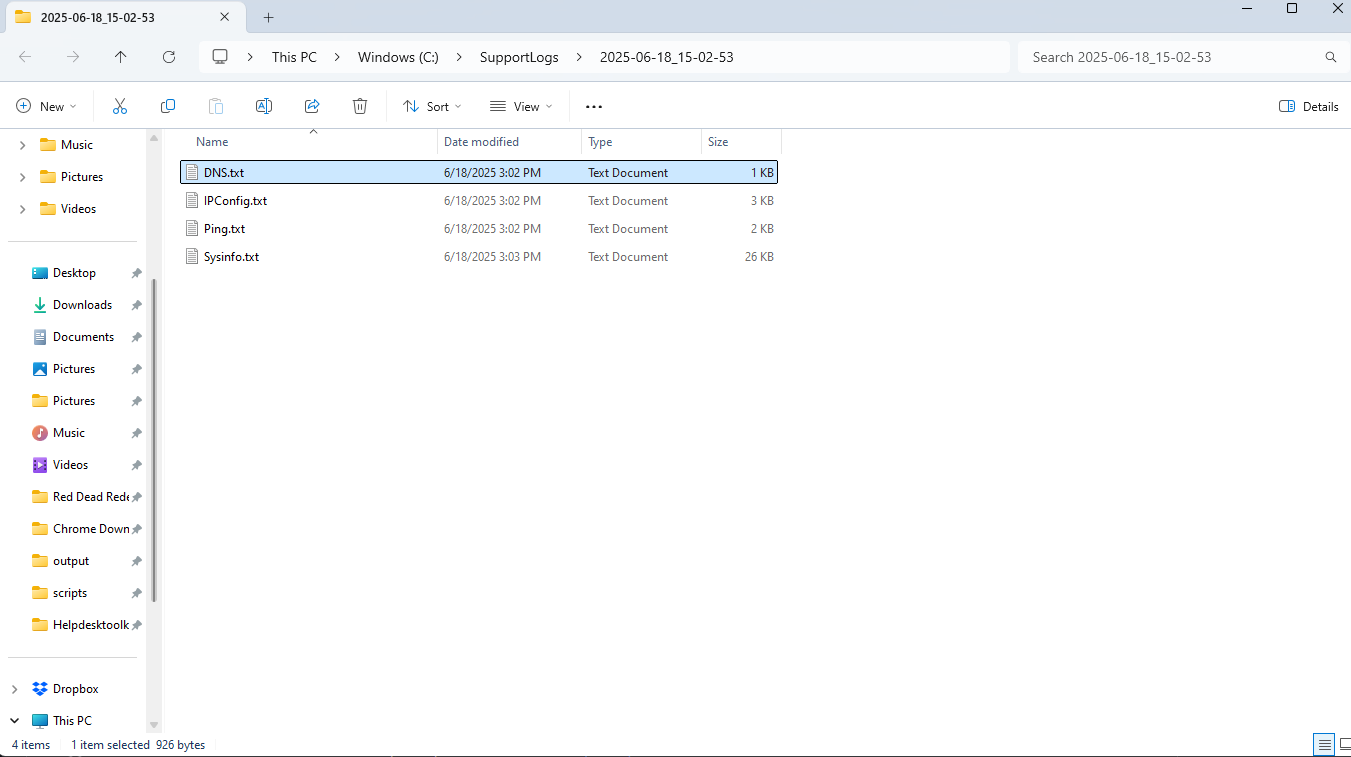 2025-06-18_15-02-53
This PC Windows (C:) SupportLogs 2025-06-18_15-02-53 Search 2025-06-18_15-02-53
New Sort View Details
Name Date modified Type Size
Music
Pictures
Videos
DNS.txt 6/18/2025 3:02 PM Text Document 1 KB
IPConfig.txt 6/18/2025 3:02 PM Text Document 3 KB
Ping.txt 6/18/2025 3:02 PM Text Document 2 KB
Sysinfo.txt 6/18/2025 3:03 PM Text Document 26 KB
Desktop
Downloads
Documents
Pictures
Pictures
Music
Videos
Red Dead Rede
Chrome Down
output
scripts
Helpdesktoolk
Dropbox
This PC
4 items 1 item selected 926 bytes